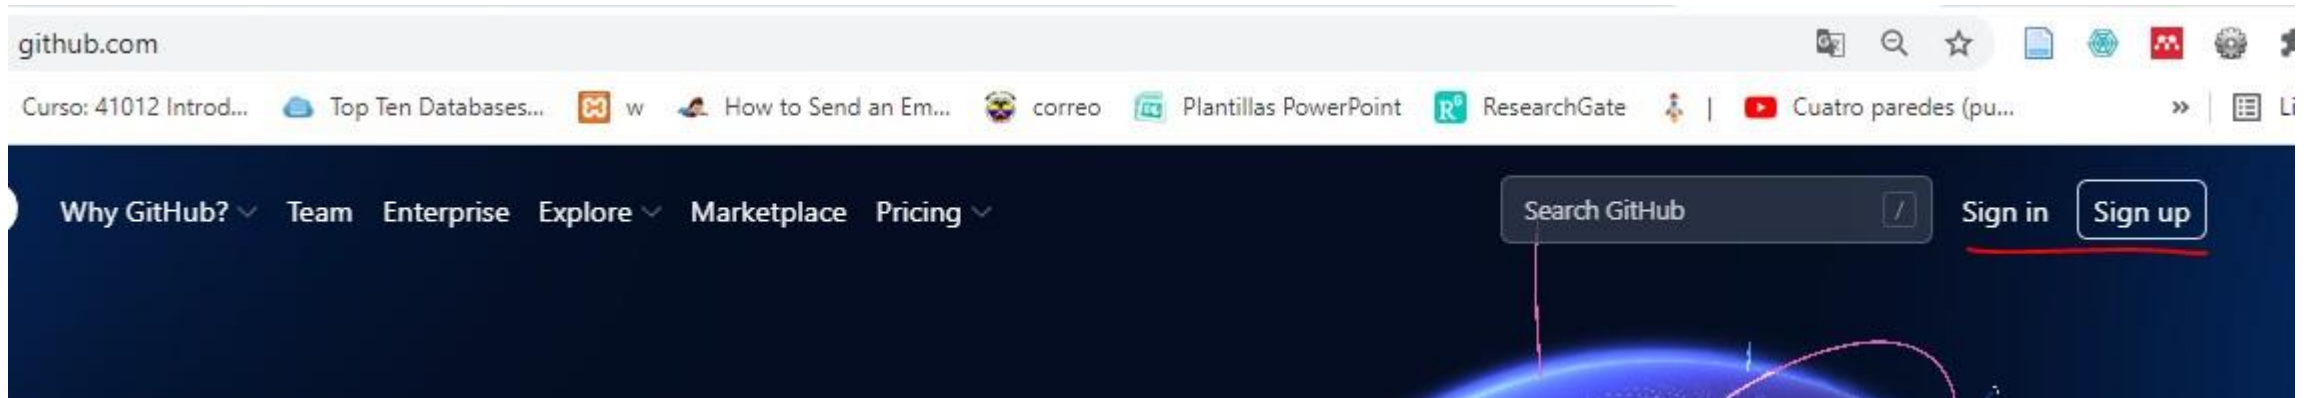 github.com
Curso: 41012 Introd... Top Ten Databases... w How to Send an Em... correo Plantillas PowerPoint R^G ResearchGate | Cuatro paredes (pu... » Li
Why GitHub? Team Enterprise Explore Marketplace Pricing Search GitHub / Sign in Sign up